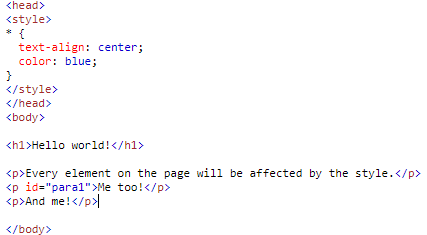 <head>
<style>
* {
  text-align: center;
  color: blue;
}
</style>
</head>
<body>
<h1>Hello world!</h1>
<p>Every element on the page will be affected by the style.</p>
<p id="para1">Me too!</p>
<p>And me!</p>
</body>